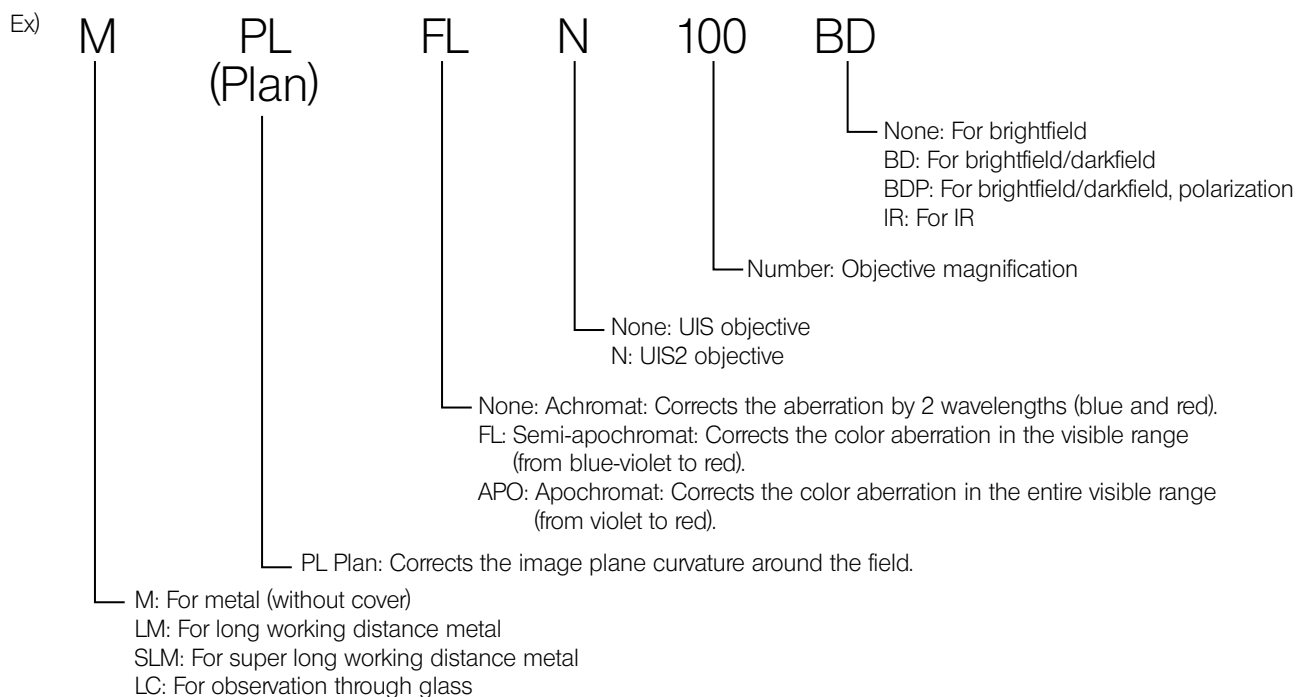 Ex) M PL FL N 100 BD
(Plan)
None: For brightfield
BD: For brightfield/darkfield
BDP: For brightfield/darkfield, polarization
IR: For IR
Number: Objective magnification
None: UIS objective
N: UIS2 objective
None: Achromat: Corrects the aberration by 2 wavelengths (blue and red).
FL: Semi-apochromat: Corrects the color aberration in the visible range
(from blue-violet to red).
APO: Apochromat: Corrects the color aberration in the entire visible range
(from violet to red).
PL Plan: Corrects the image plane curvature around the field.
M: For metal (without cover)
LM: For long working distance metal
SLM: For super long working distance metal
LC: For observation through glass